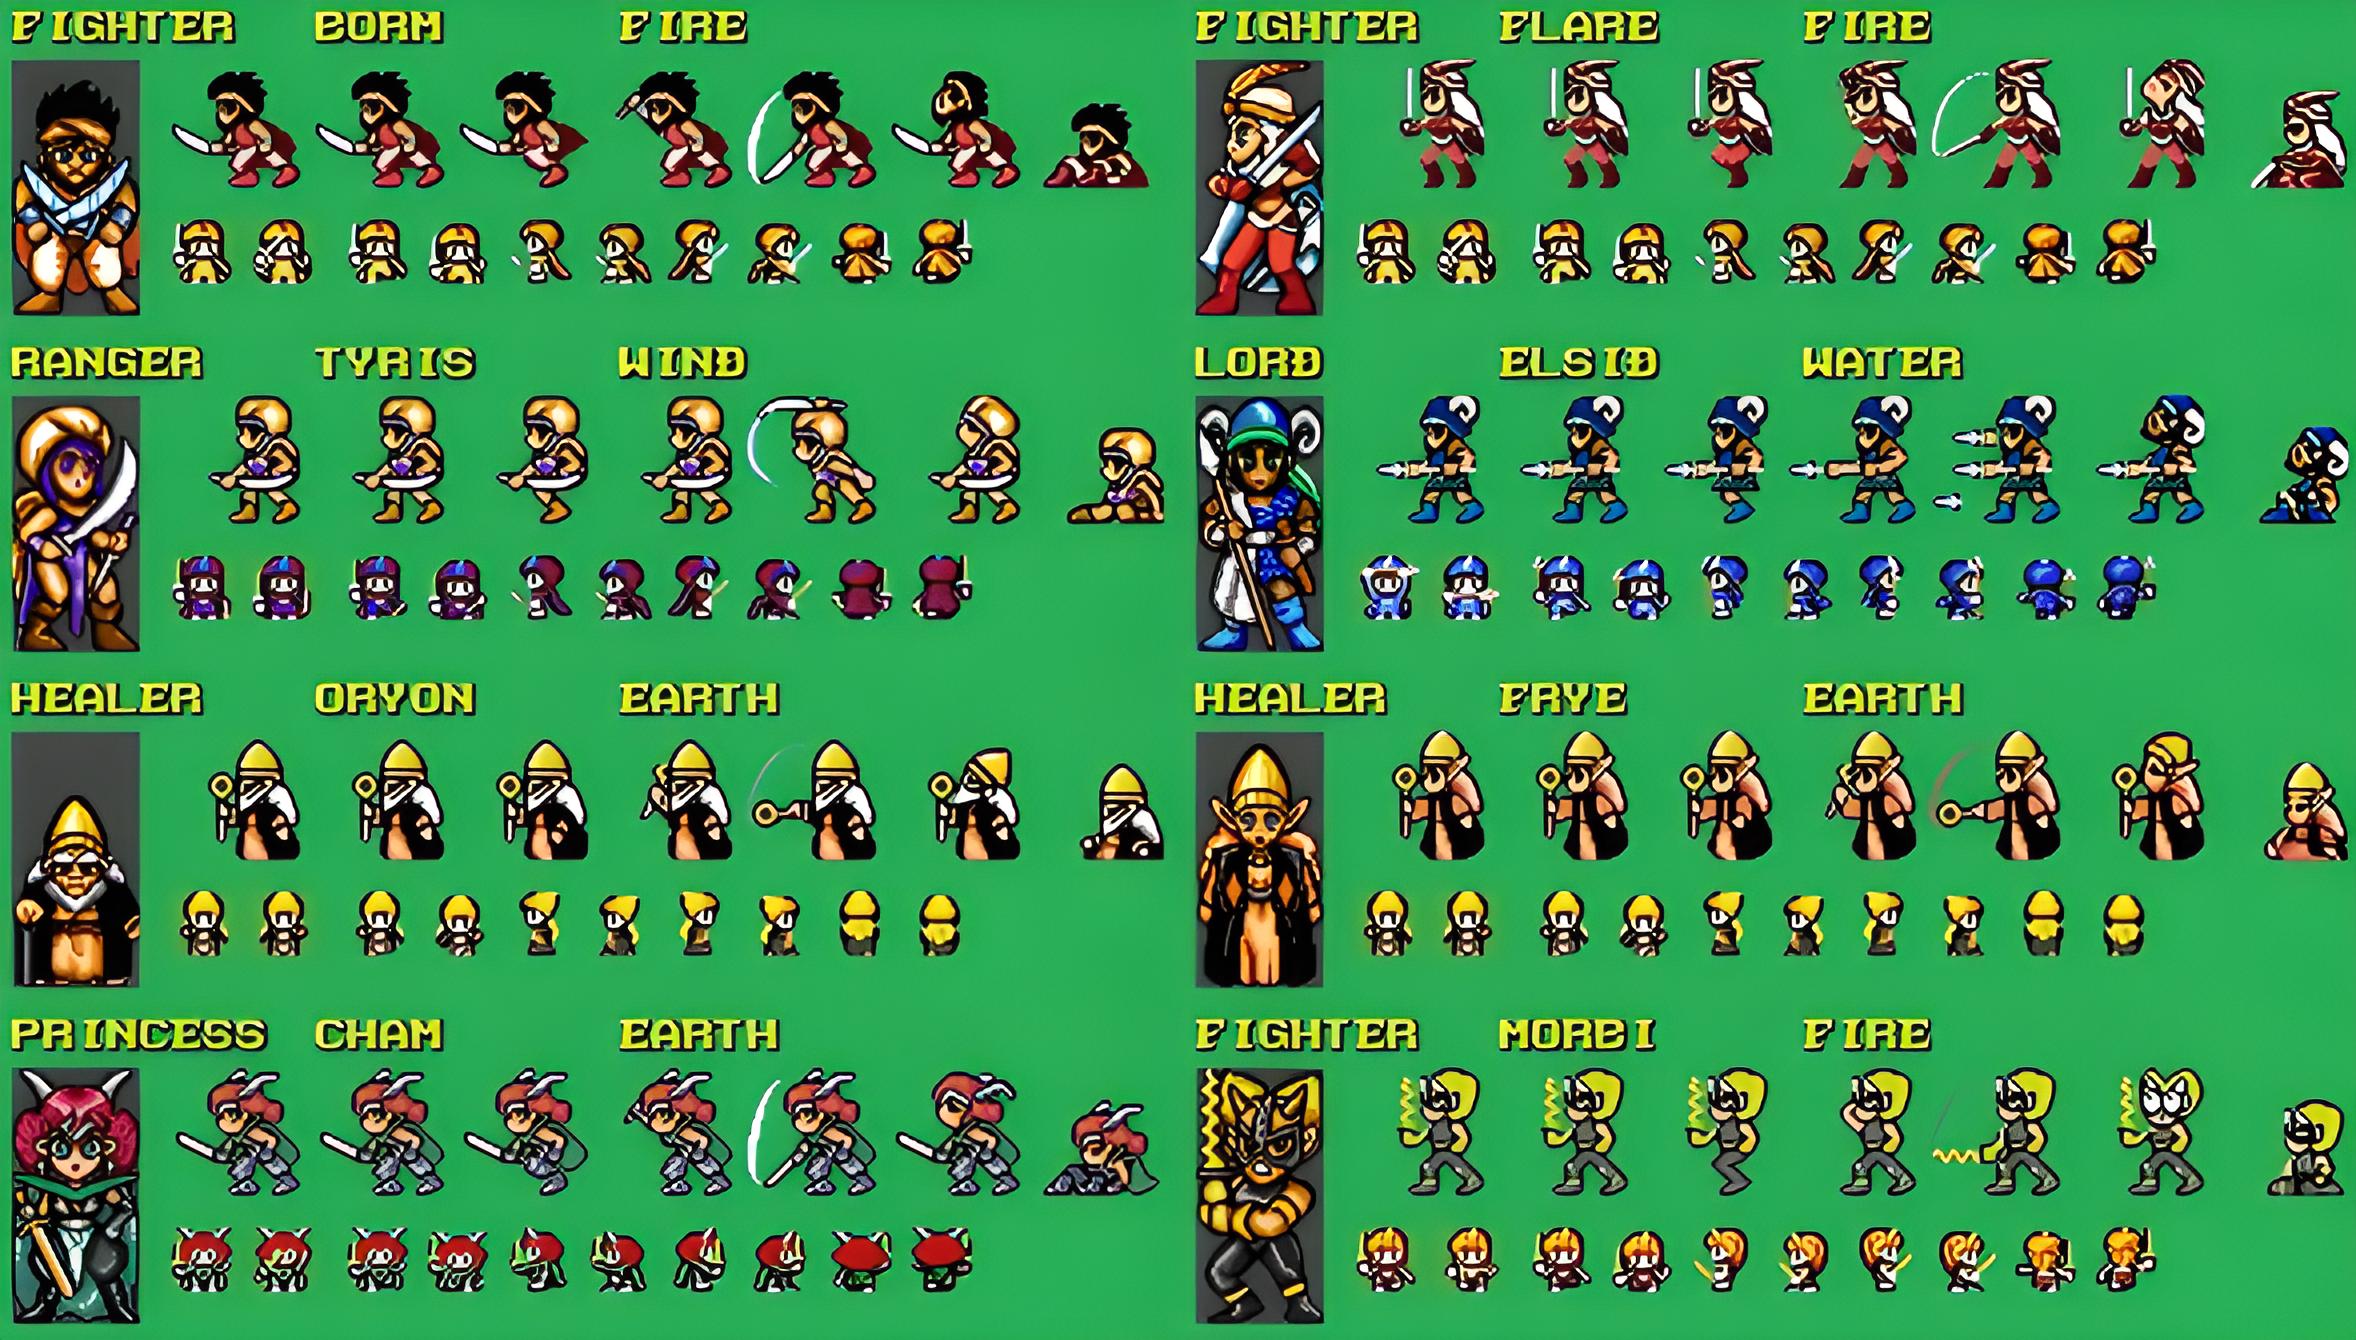 FIGHTER BORM FIRE
FIGHTER FLARE FIRE
RANGER TYRIS WIND
LORD ELSID WATER
HEALER ORYON EARTH
HEALER FRYE EARTH
PRINCESS CHAM EARTH
FIGHTER MORBI FIRE